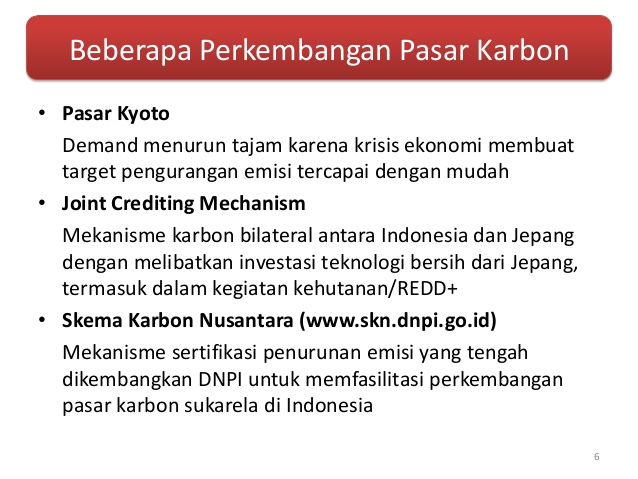 Beberapa Perkembangan Pasar Karbon
• Pasar Kyoto
Demand menurun tajam karena krisis ekonomi membuat
target pengurangan emisi tercapai dengan mudah
• Joint Crediting Mechanism
Mekanisme karbon bilateral antara Indonesia dan Jepang
dengan melibatkan investasi teknologi bersih dari Jepang,
termasuk dalam kegiatan kehutanan/REDD+
• Skema Karbon Nusantara (www.skn.dnpi.go.id)
Mekanisme sertifikasi penurunan emisi yang tengah
dikembangkan DNPI untuk memfasilitasi perkembangan
pasar karbon sukarela di Indonesia
6